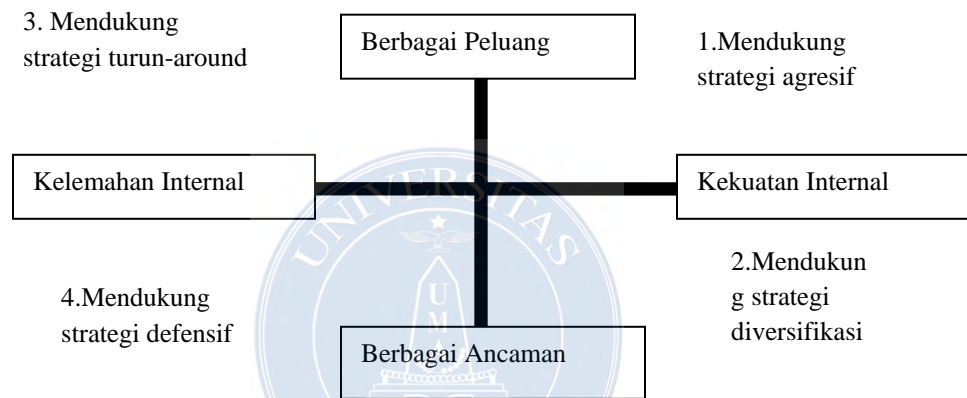 3. Mendukung
strategi turun-around
Berbagai Peluang
1.Mendukung
strategi agresif
Kelemahan Internal
Kekuatan Internal
UNIVERSITAS
U
M
A
4.Mendukung
strategi defensif
Berbagai Ancaman
2.Mendukun
g strategi
diversifikasi